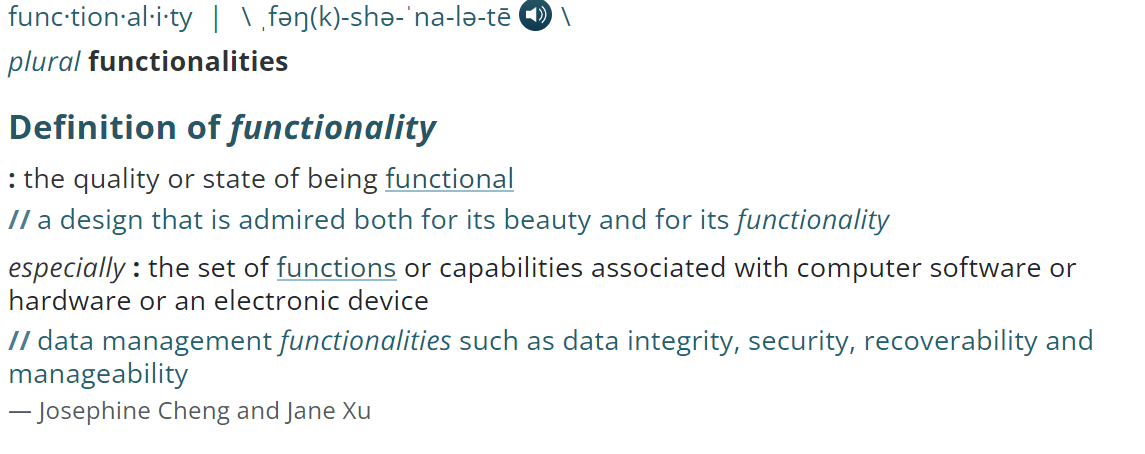 func·tion·al·i·ty | \ ˌfəŋ(k)-shə-ˈna-lə-tē \
plural functionalities
Definition of functionality
: the quality or state of being functional
// a design that is admired both for its beauty and for its functionality
especially : the set of functions or capabilities associated with computer software or
hardware or an electronic device
// data management functionalities such as data integrity, security, recoverability and
manageability
— Josephine Cheng and Jane Xu